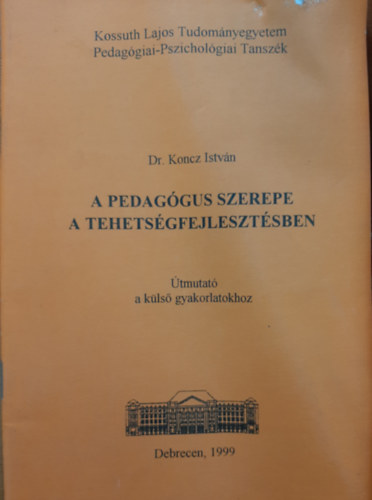 Kossuth Lajos Tudományegyetem
Pedagógiai-Pszichológiai Tanszék
Dr. Koncz István
A PEDAGÓGUS SZEREPE
A TEHETSÉGFEJLESZTÉSBEN
Útmutató
a külső gyakorlatokhoz
Debrecen, 1999